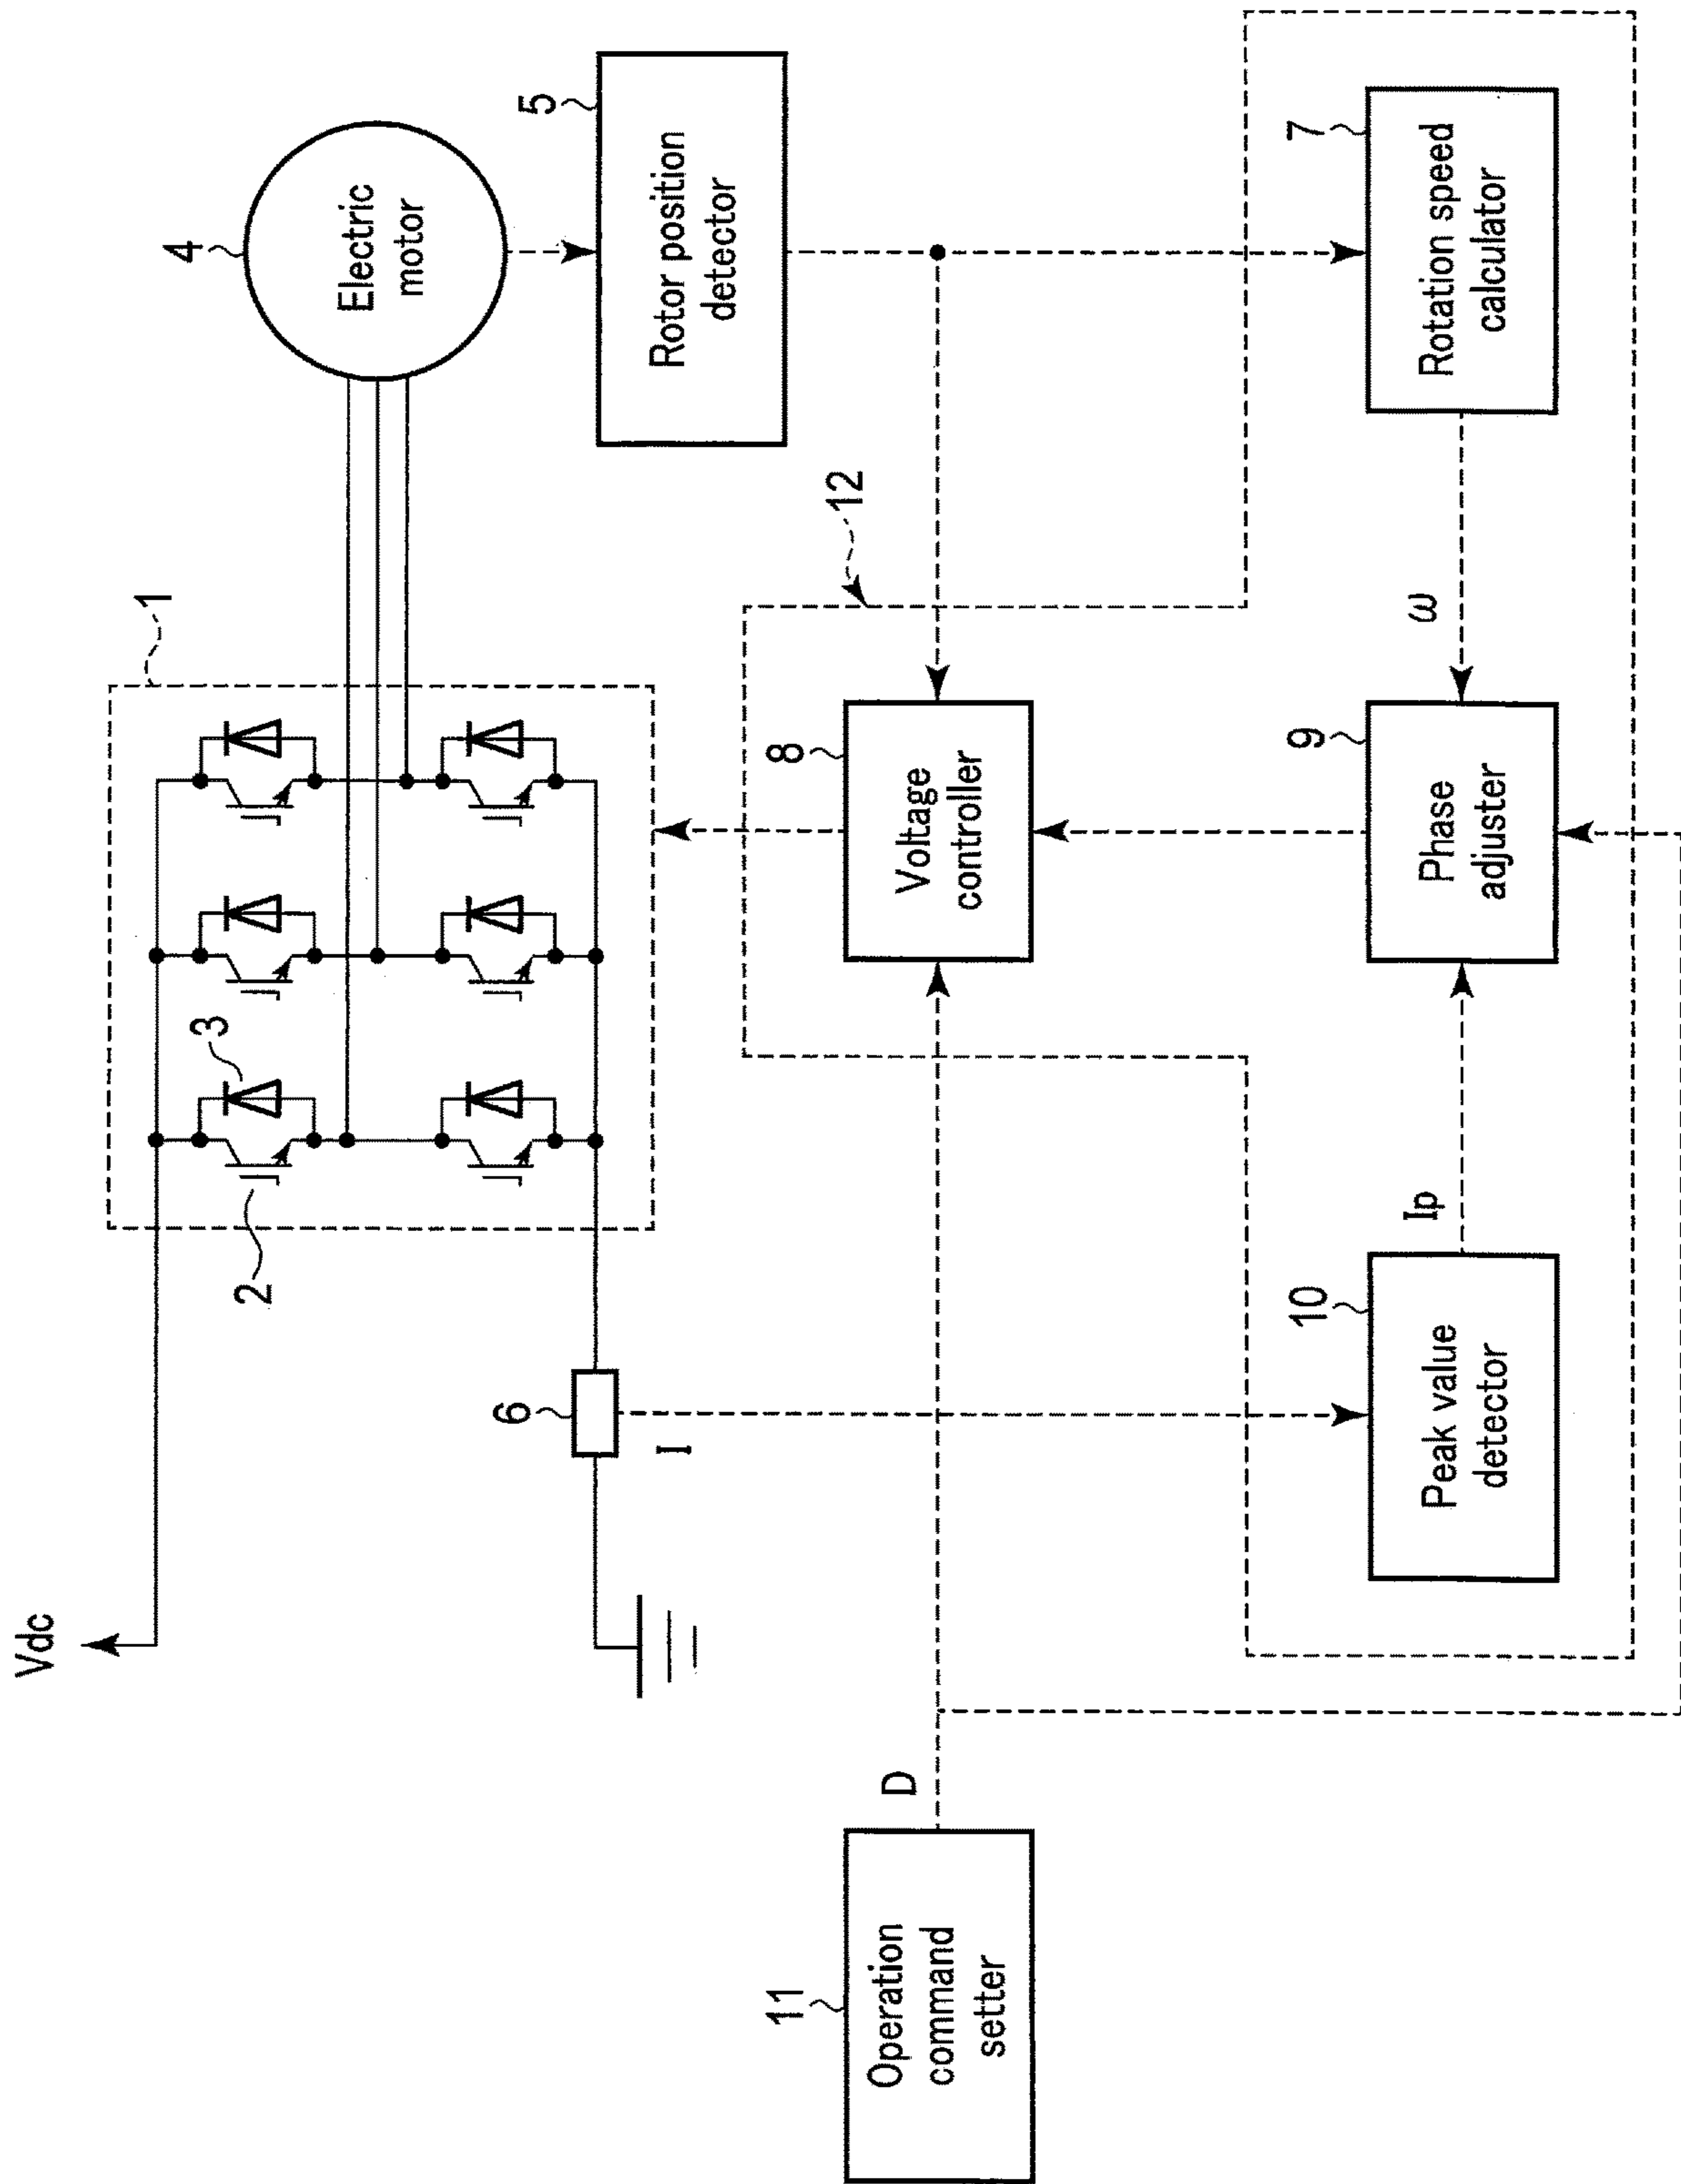 Vdc
1
2
3
4
Electric
motor
5
Rotor position
detector
6
I
12
11
Operation
command
setter
D
8
Voltage
controller
10
Peak value
detector
Ip
9
Phase
adjuster
ω
7
Rotation speed
calculator